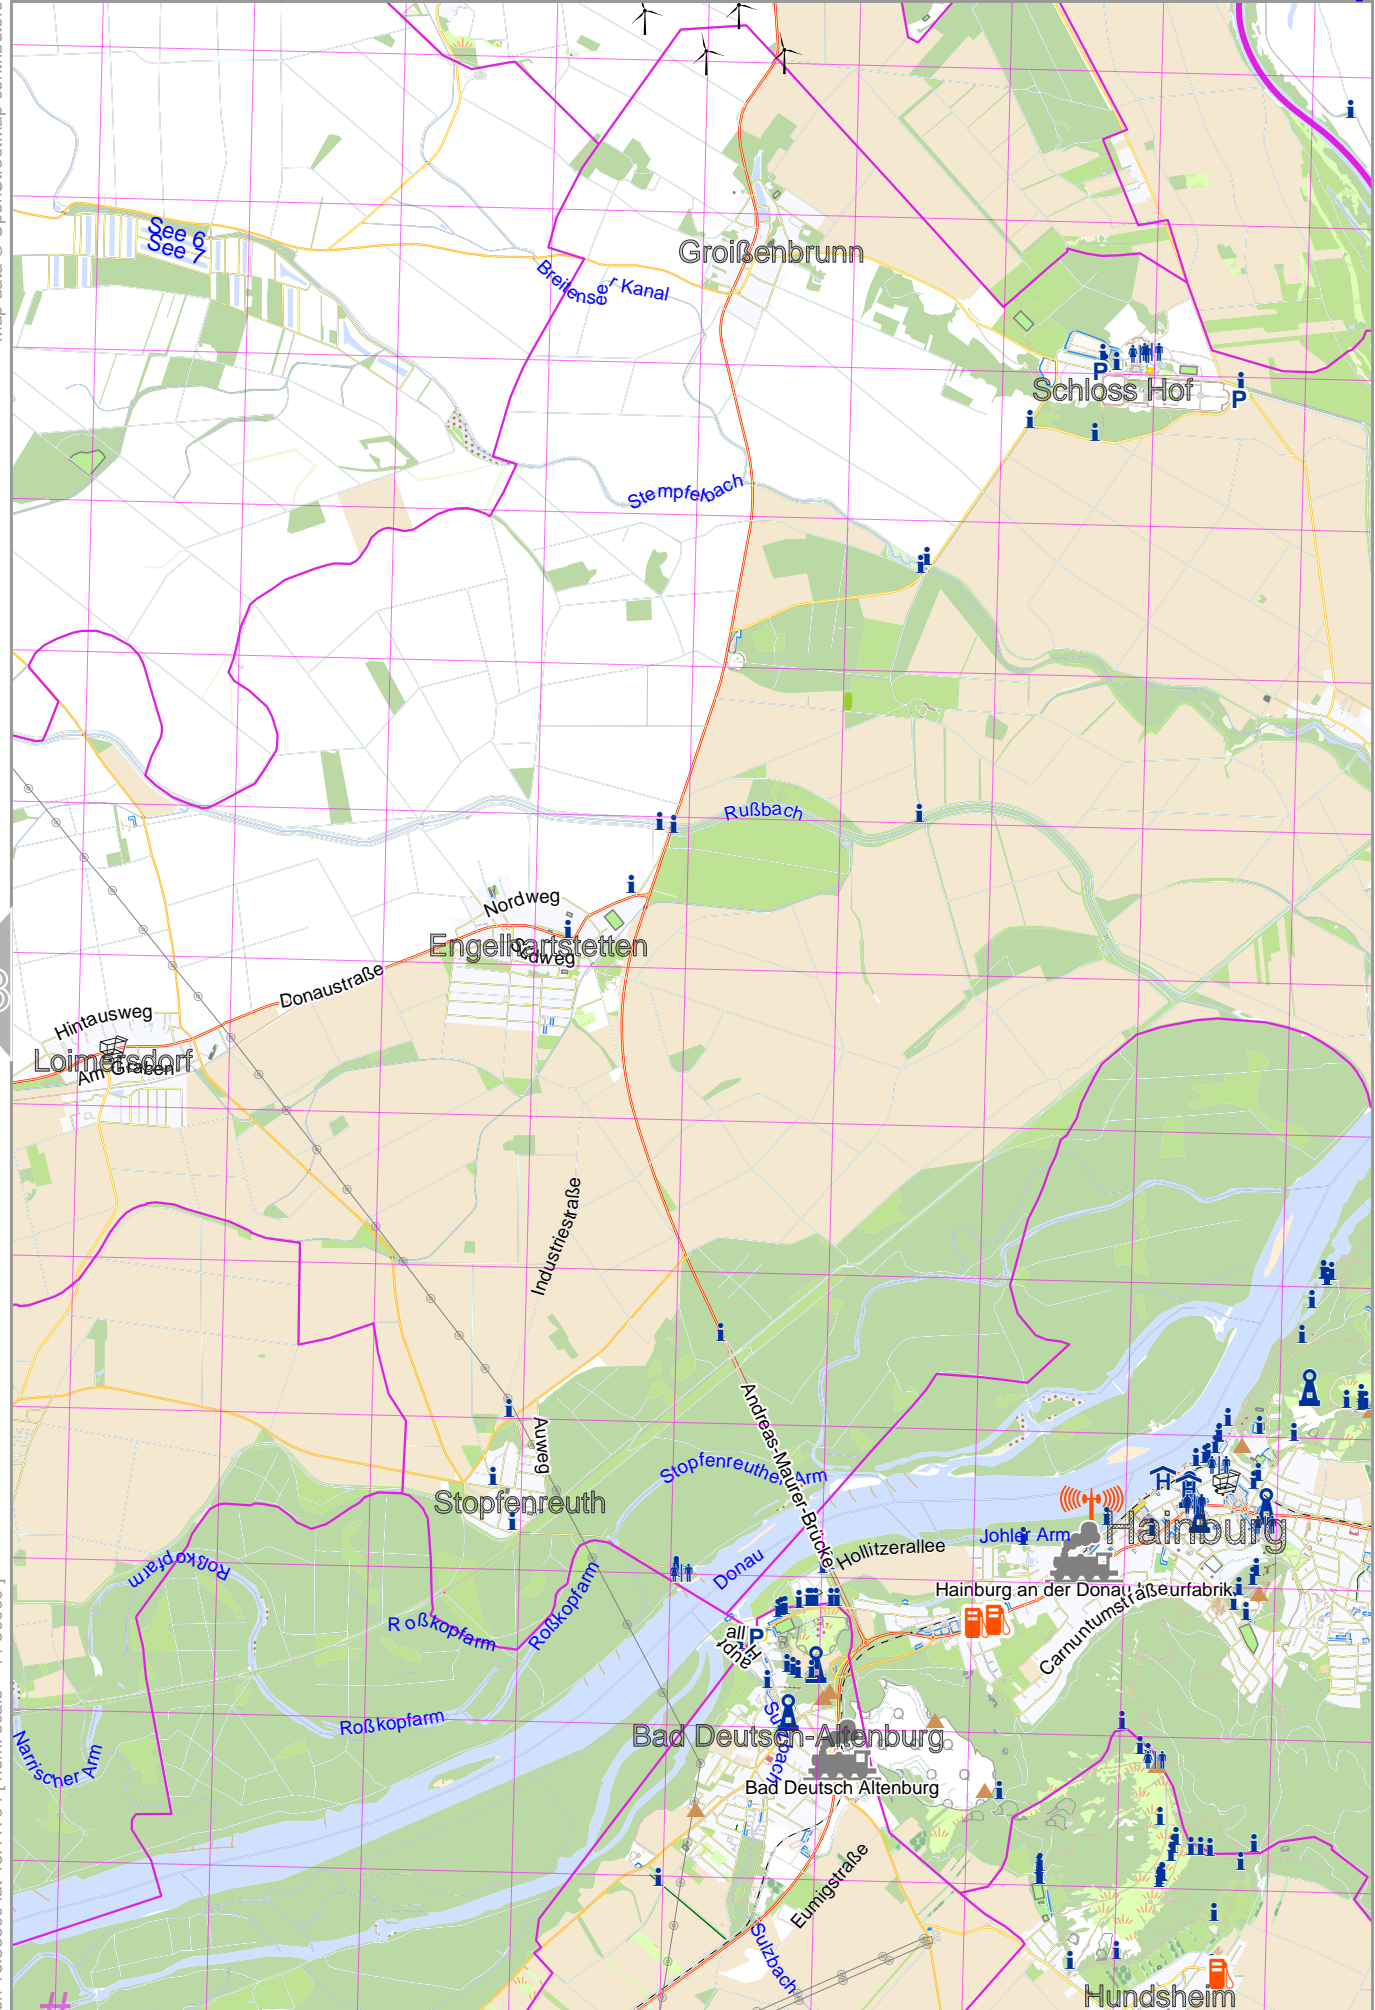 See 6
See 7
Groißenbrunn
Breitenseer Kanal
Schloss Hof
P
P
Stempfelbach
Rußbach
Nordweg
Engelhartstetten
Donaustraße
Hintausweg
Loimersdorf
Am Graben
Industriestraße
Andreas-Maurer-Brücke
Auweg
Stopfenreuther Arm
Stopfenreuth
H
H
Hainburg
Johler Arm
Hollitzerallee
Donau
Roßkopfarm
Roßkopfarm
Roßkopfarm
Hainburg an der Donau
Carnuntumstraße
P
Roßkopfarm
Narrischer Arm
Sulzbach
Bad Deutsch-Altenburg
Bad Deutsch Altenburg
Eumigstraße
Sulzbach
Hundsheim